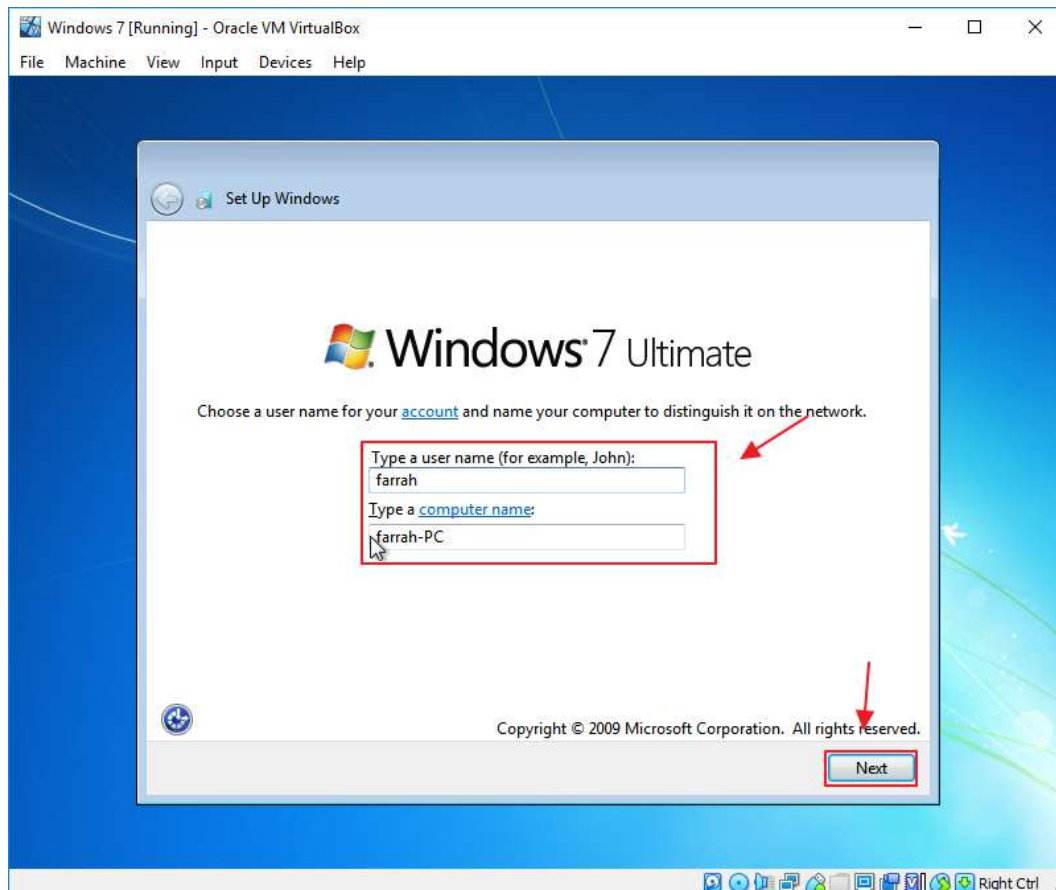 Windows 7 [Running] - Oracle VM VirtualBox
File Machine View Input Devices Help
Set Up Windows
Windows 7 Ultimate
Choose a user name for your account and name your computer to distinguish it on the network.
Type a user name (for example, John):
farrah
Type a computer name:
farrah-PC
Copyright © 2009 Microsoft Corporation. All rights reserved.
Next
Right Ctrl